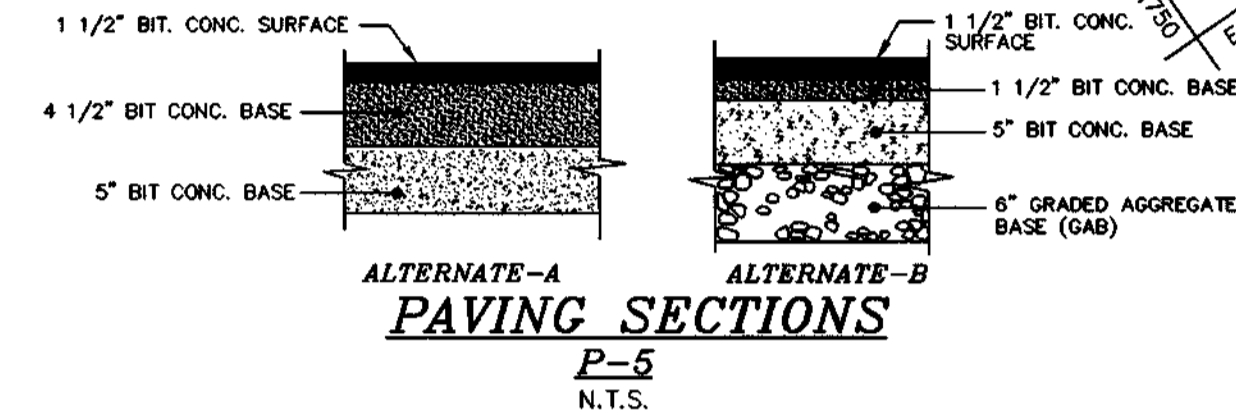 1 1/2" BIT. CONC. SURFACE
4 1/2" BIT CONC. BASE
5" BIT CONC. BASE
1 1/2" BIT. CONC.
SURFACE
1 1/2" BIT CONC. BASE
5" BIT CONC. BASE
6" GRADED AGGREGATE
BASE (GAB)
ALTERNATE-A
ALTERNATE-B
PAVING SECTIONS
P-5
N.T.S.